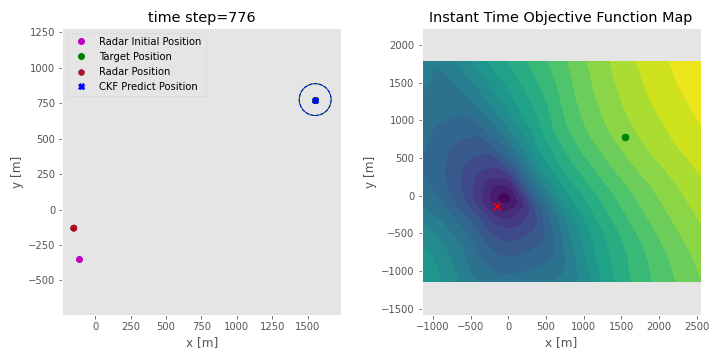 time step=776
1250
1000
750
500
250
0
−250
−500
y [m]
Radar Initial Position
Target Position
Radar Position
CKF Predict Position
0 250 500 750 1000 1250 1500
x [m]
Instant Time Objective Function Map
2000
1500
1000
500
0
−500
−1000
−1500
y [m]
−1000 −500 0 500 1000 1500 2000 2500
x [m]